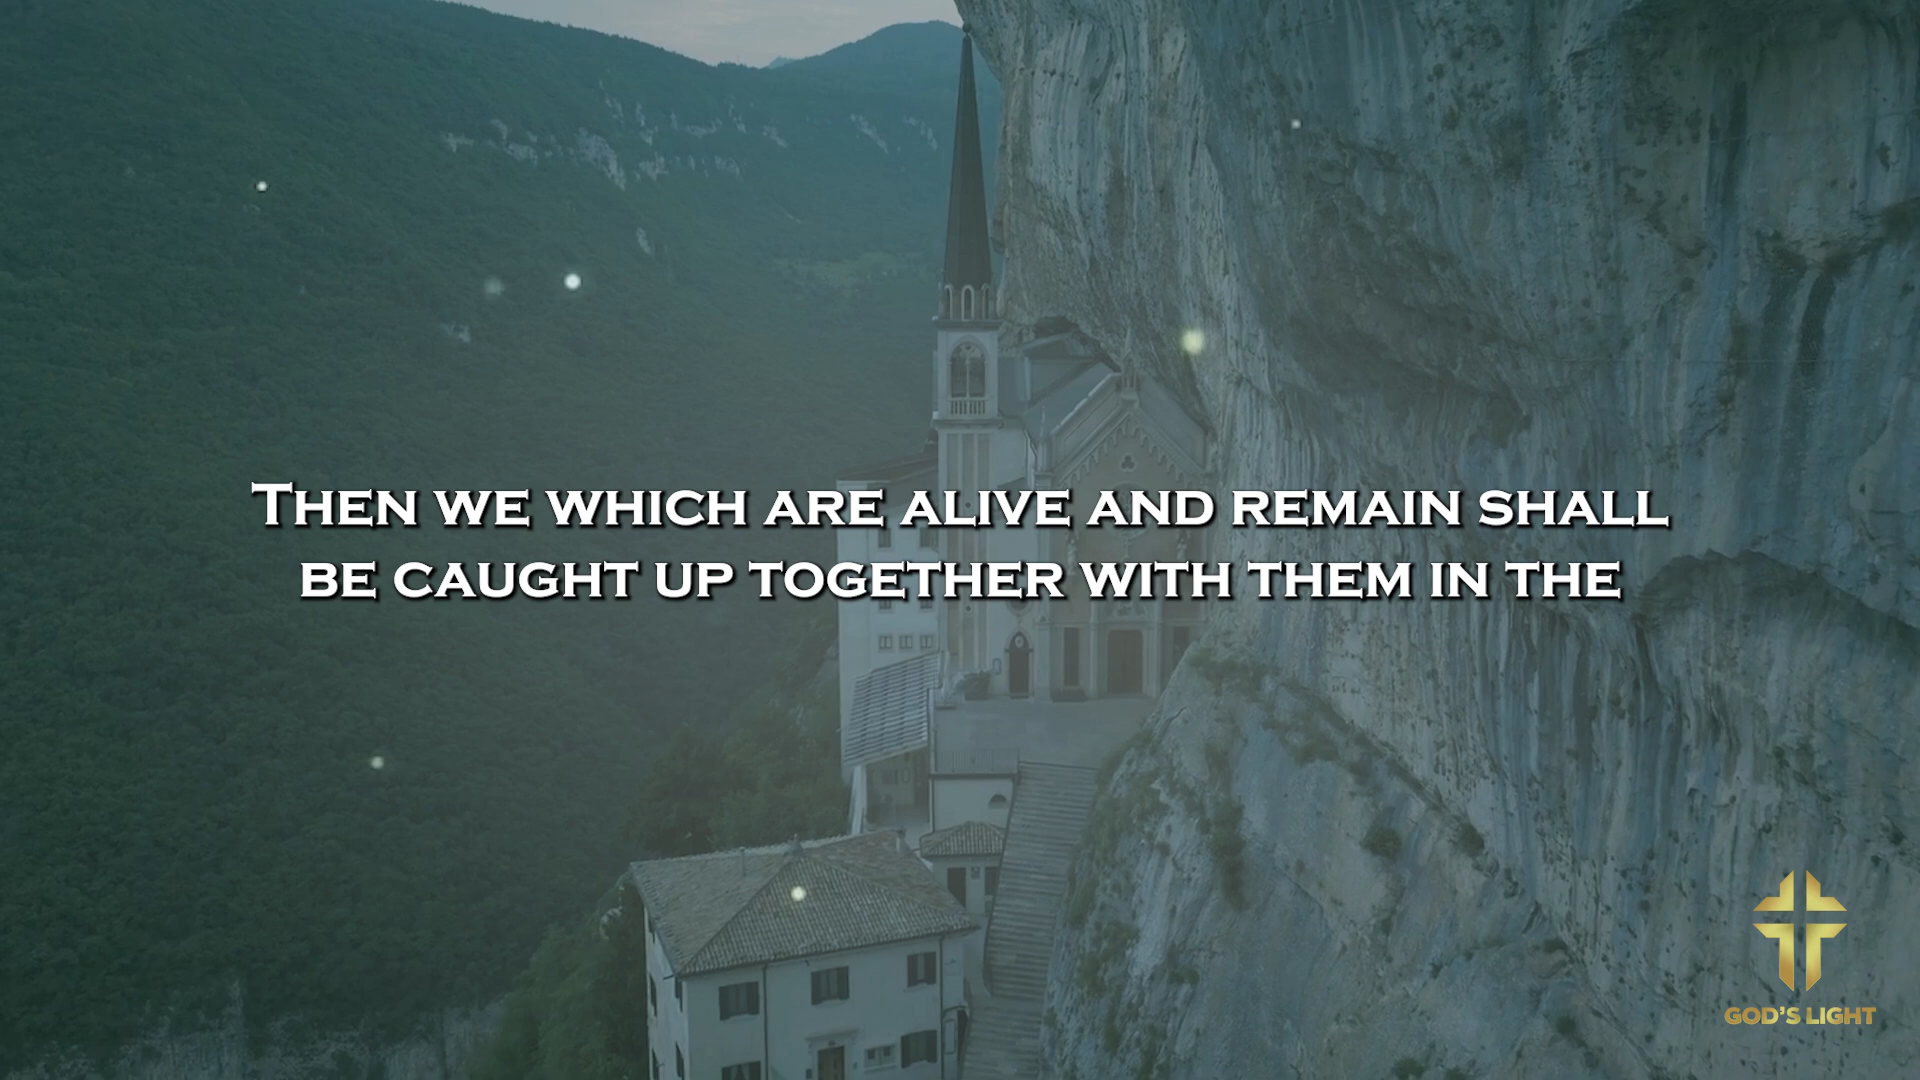 Then we which are alive and remain shall
be caught up together with them in the
GOD'S LIGHT